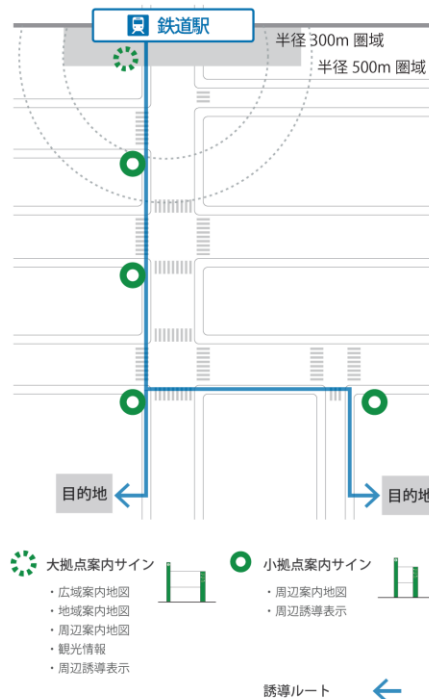 鉄道駅
半径 300m 圏域
半径 500m 圏域
目的地
目的地
大拠点案内サイン
・広域案内地図
・地域案内地図
・周辺案内地図
・観光情報
・周辺誘導表示
小拠点案内サイン
・周辺案内地図
・周辺誘導表示
誘導ルート